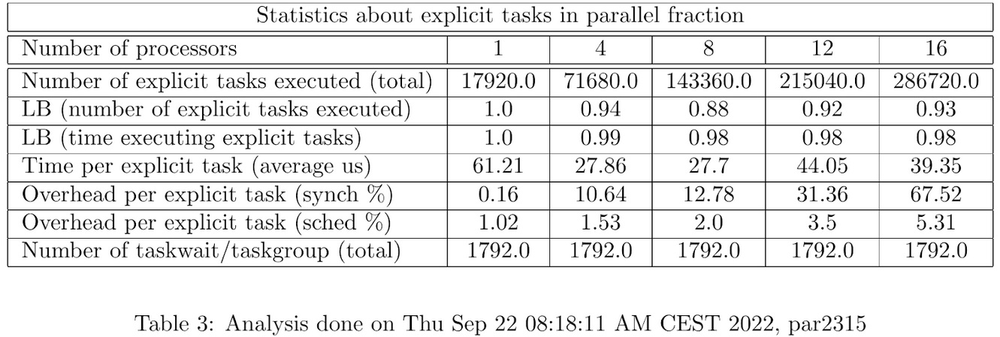 Statistics about explicit tasks in parallel fraction
Number of processors 1 4 8 12 16
Number of explicit tasks executed (total) 17920.0 71680.0 143360.0 215040.0 286720.0
LB (number of explicit tasks executed) 1.0 0.94 0.88 0.92 0.93
LB (time executing explicit tasks) 1.0 0.99 0.98 0.98 0.98
Time per explicit task (average us) 61.21 27.86 27.7 44.05 39.35
Overhead per explicit task (synch %) 0.16 10.64 12.78 31.36 67.52
Overhead per explicit task (sched %) 1.02 1.53 2.0 3.5 5.31
Number of taskwait/taskgroup (total) 1792.0 1792.0 1792.0 1792.0 1792.0
Table 3: Analysis done on Thu Sep 22 08:18:11 AM CEST 2022, par2315